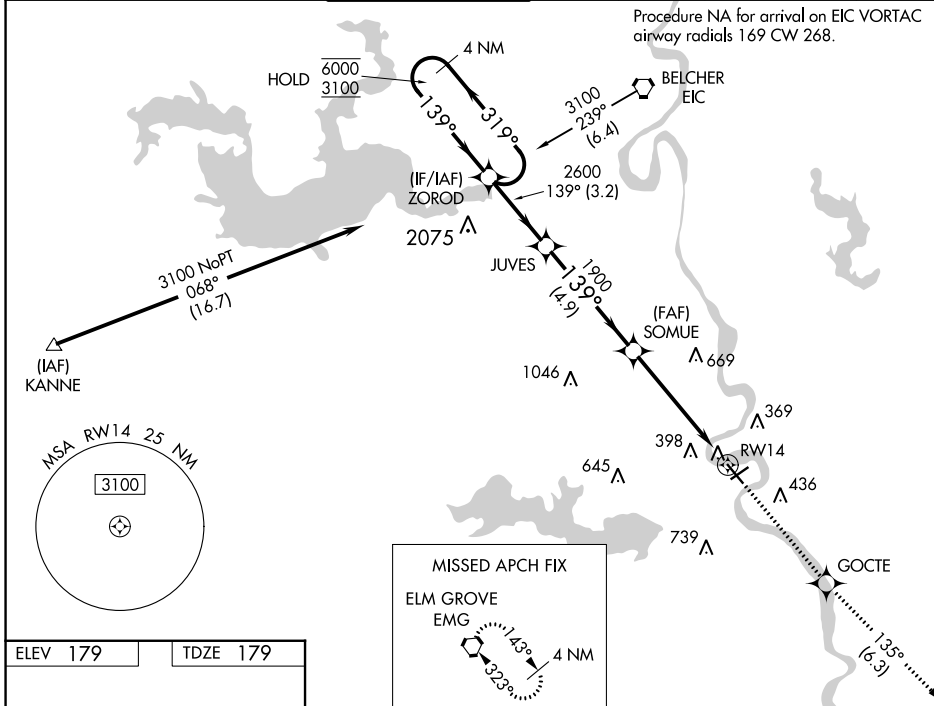 Procedure NA for arrival on EIC VORTAC
airway radials 169 CW 268.
4 NM
HOLD
6000
3100
139°
319°
BELCHER
EIC
3100
239°
(6.4)
(IF/IAF)
ZOROD
2600
139° (3.2)
2075
JUVES
3100 NoPT
068°
(16.7)
1900
139°
(4.9)
(FAF)
SOMUE
(IAF)
KANNE
669
1046
369
398
RW14
MSA RW14 25 NM
3100
645
436
739
GOCTE
MISSED APCH FIX
ELM GROVE
EMG
143°
4 NM
323°
135°
(6.3)
ELEV 179
TDZE 179